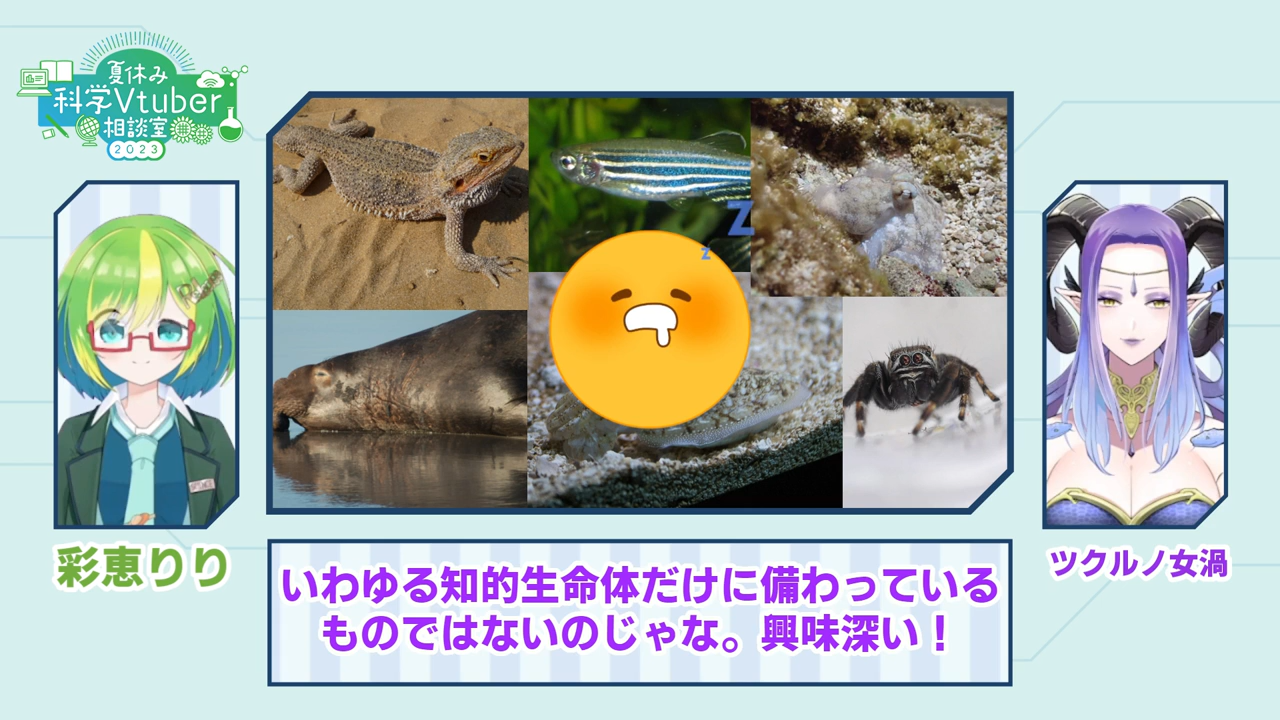 夏休み
科学Vtuber
相談室
2023
z
z
彩恵りり
ツクルノ女渦
いわゆる知的生命体だけに備わっている
ものではないのじゃな。興味深い！